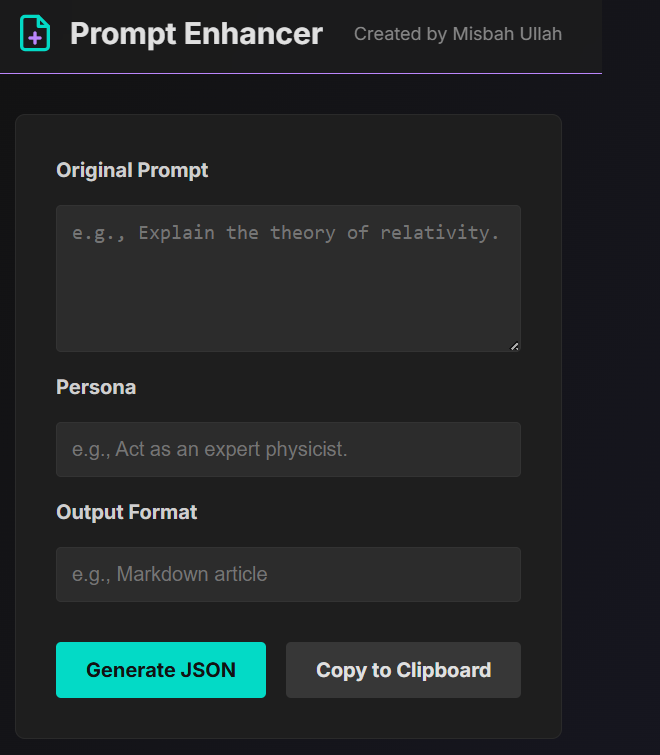 Prompt Enhancer
Created by Misbah Ullah
Original Prompt
e.g., Explain the theory of relativity.
Persona
e.g., Act as an expert physicist.
Output Format
e.g., Markdown article
Generate JSON
Copy to Clipboard